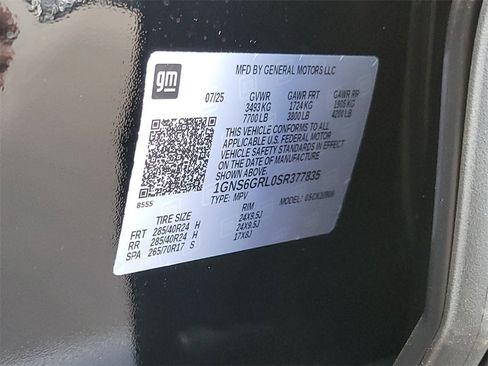 gm
MFD BY GENERAL MOTORS LLC
07/25 GVWR GAWR FRT GAWR RR
3493 KG 1724 KG 1905 KG
7700 LB 3800 LB 4200 LB
THIS VEHICLE CONFORMS TO ALL
APPLICABLE U.S. FEDERAL MOTOR
VEHICLE SAFETY STANDARDS IN EFFECT
ON THE DATE OF MANUFACTURE SHOWN ABOVE.
1GNS6GRL0SR377835
8555 TYPE: MPV MODEL:
TIRE SIZE RIM
FRT 285/40R24 H 24X9.5J
RR 285/40R24 H 24X9.5J
SPA 265/70R17 S 17X8J